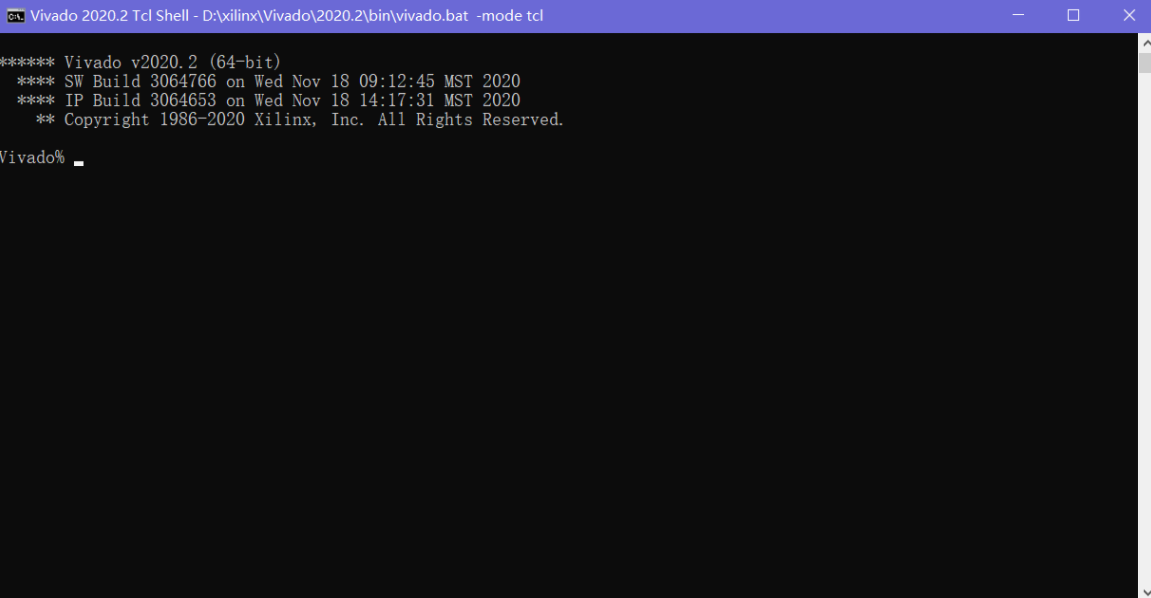 Vivado 2020.2 Tcl Shell - D:\xilinx\Vivado\2020.2\bin\vivado.bat -mode tcl
****** Vivado v2020.2 (64-bit)
**** SW Build 3064766 on Wed Nov 18 09:12:45 MST 2020
**** IP Build 3064653 on Wed Nov 18 14:17:31 MST 2020
** Copyright 1986-2020 Xilinx, Inc. All Rights Reserved.
Vivado%